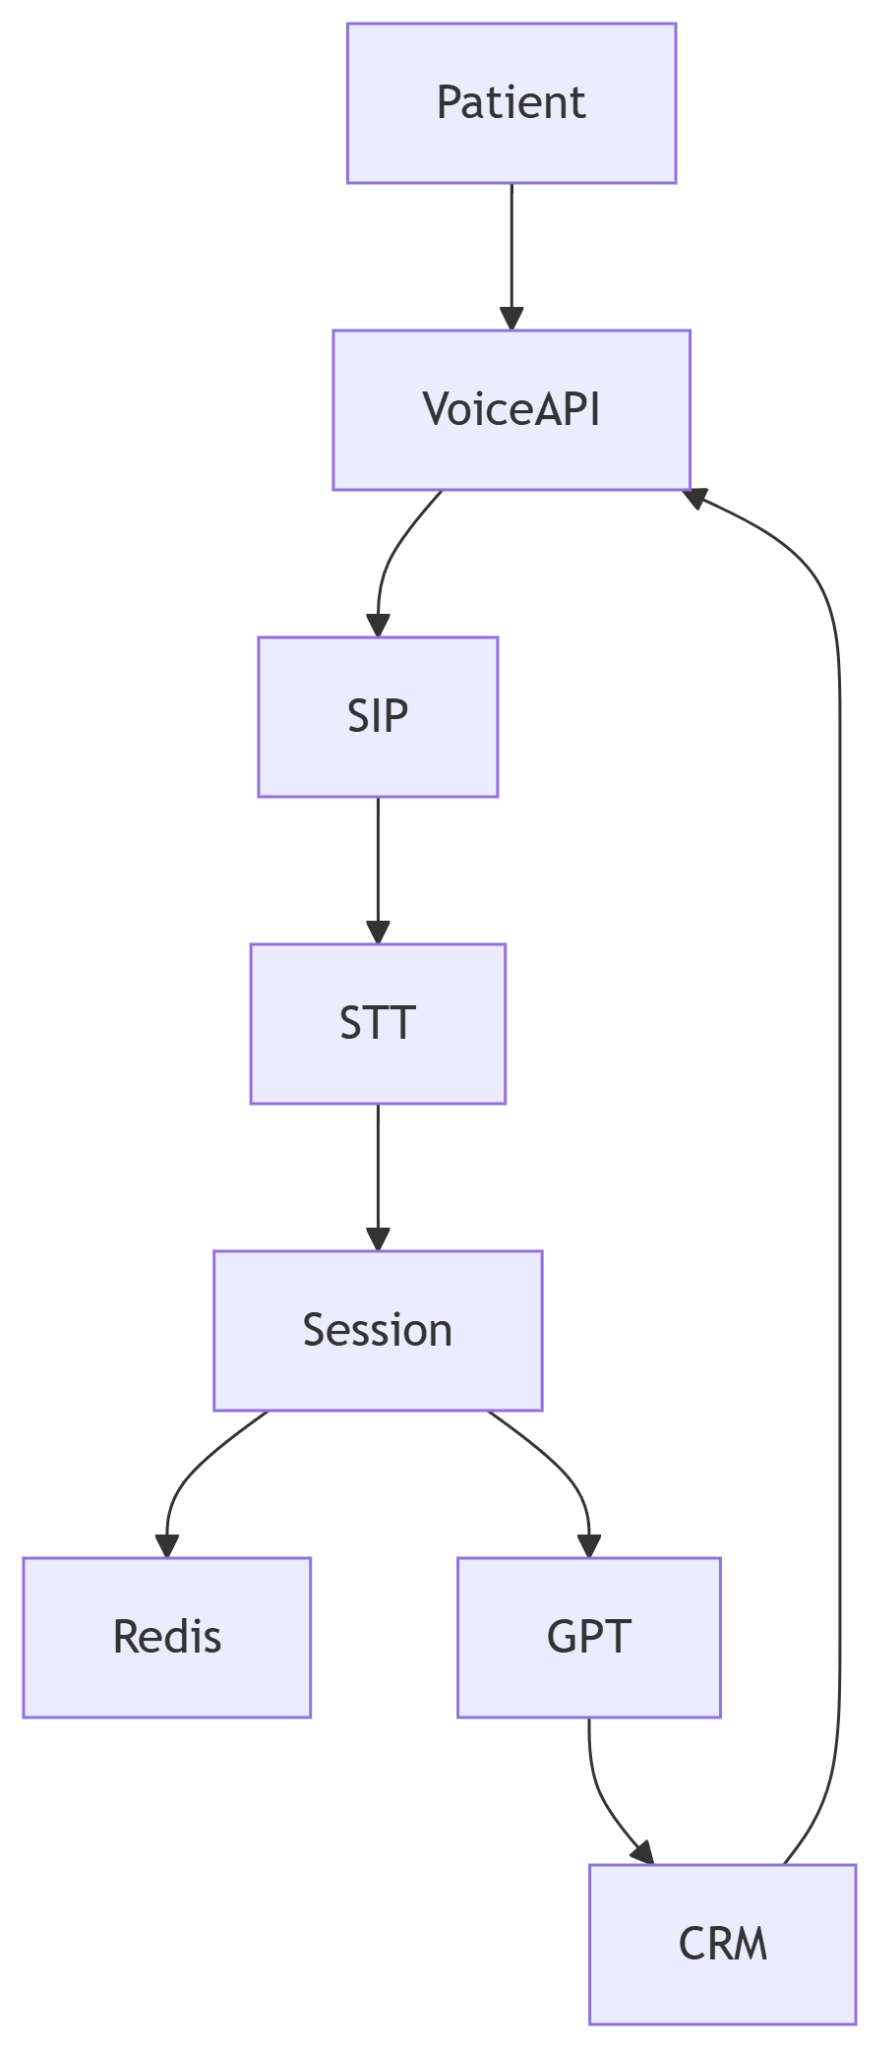 Patient
VoiceAPI
SIP
STT
Session
Redis
GPT
CRM